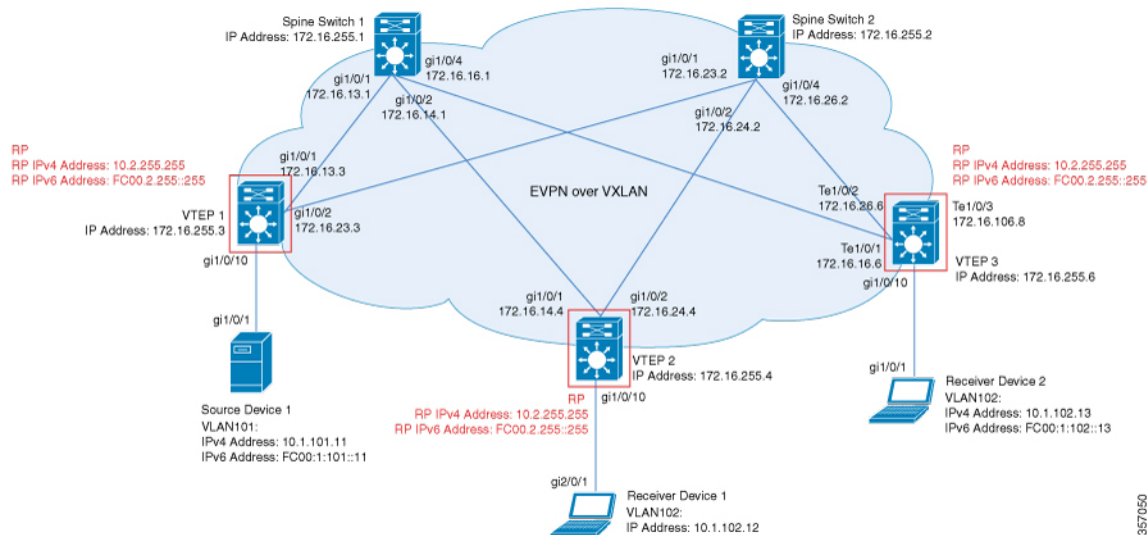 Spine Switch 1
IP Address: 172.16.255.1
Spine Switch 2
IP Address: 172.16.255.2
gi1/0/4
172.16.16.1
gi1/0/1
172.16.13.1
gi1/0/2
172.16.14.1
gi1/0/1
172.16.23.2
gi1/0/4
172.16.26.2
gi1/0/2
172.16.24.2
RP
RP IPv4 Address: 10.2.255.255
RP IPv6 Address: FC00.2.255::255
gi1/0/1
172.16.13.3
VTEP 1
IP Address: 172.16.255.3
gi1/0/2
172.16.23.3
gi1/0/10
EVPN over VXLAN
RP
RP IPv4 Address: 10.2.255.255
RP IPv6 Address: FC00.2.255::255
Te1/0/2
172.16.26.6
Te1/0/3
172.16.106.8
Te1/0/1
172.16.16.6
VTEP 3
IP Address: 172.16.255.6
gi1/0/10
gi1/0/1
172.16.14.4
gi1/0/2
172.16.24.4
VTEP 2
IP Address: 172.16.255.4
gi1/0/10
RP
RP IPv4 Address: 10.2.255.255
RP IPv6 Address: FC00.2.255::255
gi1/0/1
Source Device 1
VLAN101:
IPv4 Address: 10.1.101.11
IPv6 Address: FC00:1:101::11
gi1/0/1
Receiver Device 2
VLAN102:
IPv4 Address: 10.1.102.13
IPv6 Address: FC00:1:102::13
gi2/0/1
Receiver Device 1
VLAN102:
IP Address: 10.1.102.12
357050